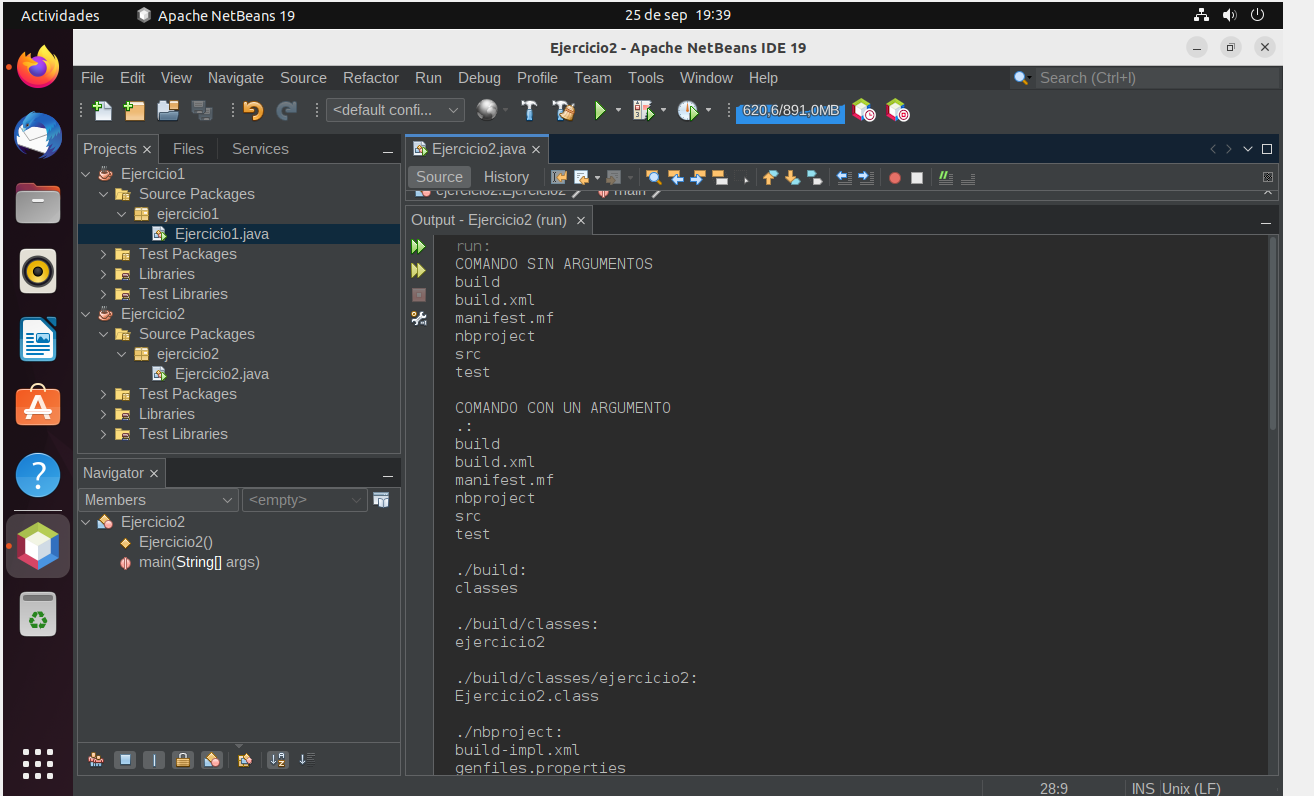 Actividades Apache NetBeans 19 25 de sep 19:39
Ejercicio2 - Apache NetBeans IDE 19
File Edit View Navigate Source Refactor Run Debug Profile Team Tools Window Help Search (Ctrl+I)
<default confi... 620,6/891,0MB
Projects Files Services
Ejercicio1
Source Packages
ejercicio1
Ejercicio1.java
Test Packages
Libraries
Test Libraries
Ejercicio2
Source Packages
ejercicio2
Ejercicio2.java
Test Packages
Libraries
Test Libraries
Navigator
Members <empty>
Ejercicio2
Ejercicio2()
main(String[] args)
Ejercicio2.java
Source History
ejercicio2.Ejercicio2 main
Output - Ejercicio2 (run)
run:
COMANDO SIN ARGUMENTOS
build
build.xml
manifest.mf
nbproject
src
test
COMANDO CON UN ARGUMENTO
.:
build
build.xml
manifest.mf
nbproject
src
test
./build:
classes
./build/classes:
ejercicio2
./build/classes/ejercicio2:
Ejercicio2.class
./nbproject:
build-impl.xml
genfiles.properties
28:9 INS Unix (LF)